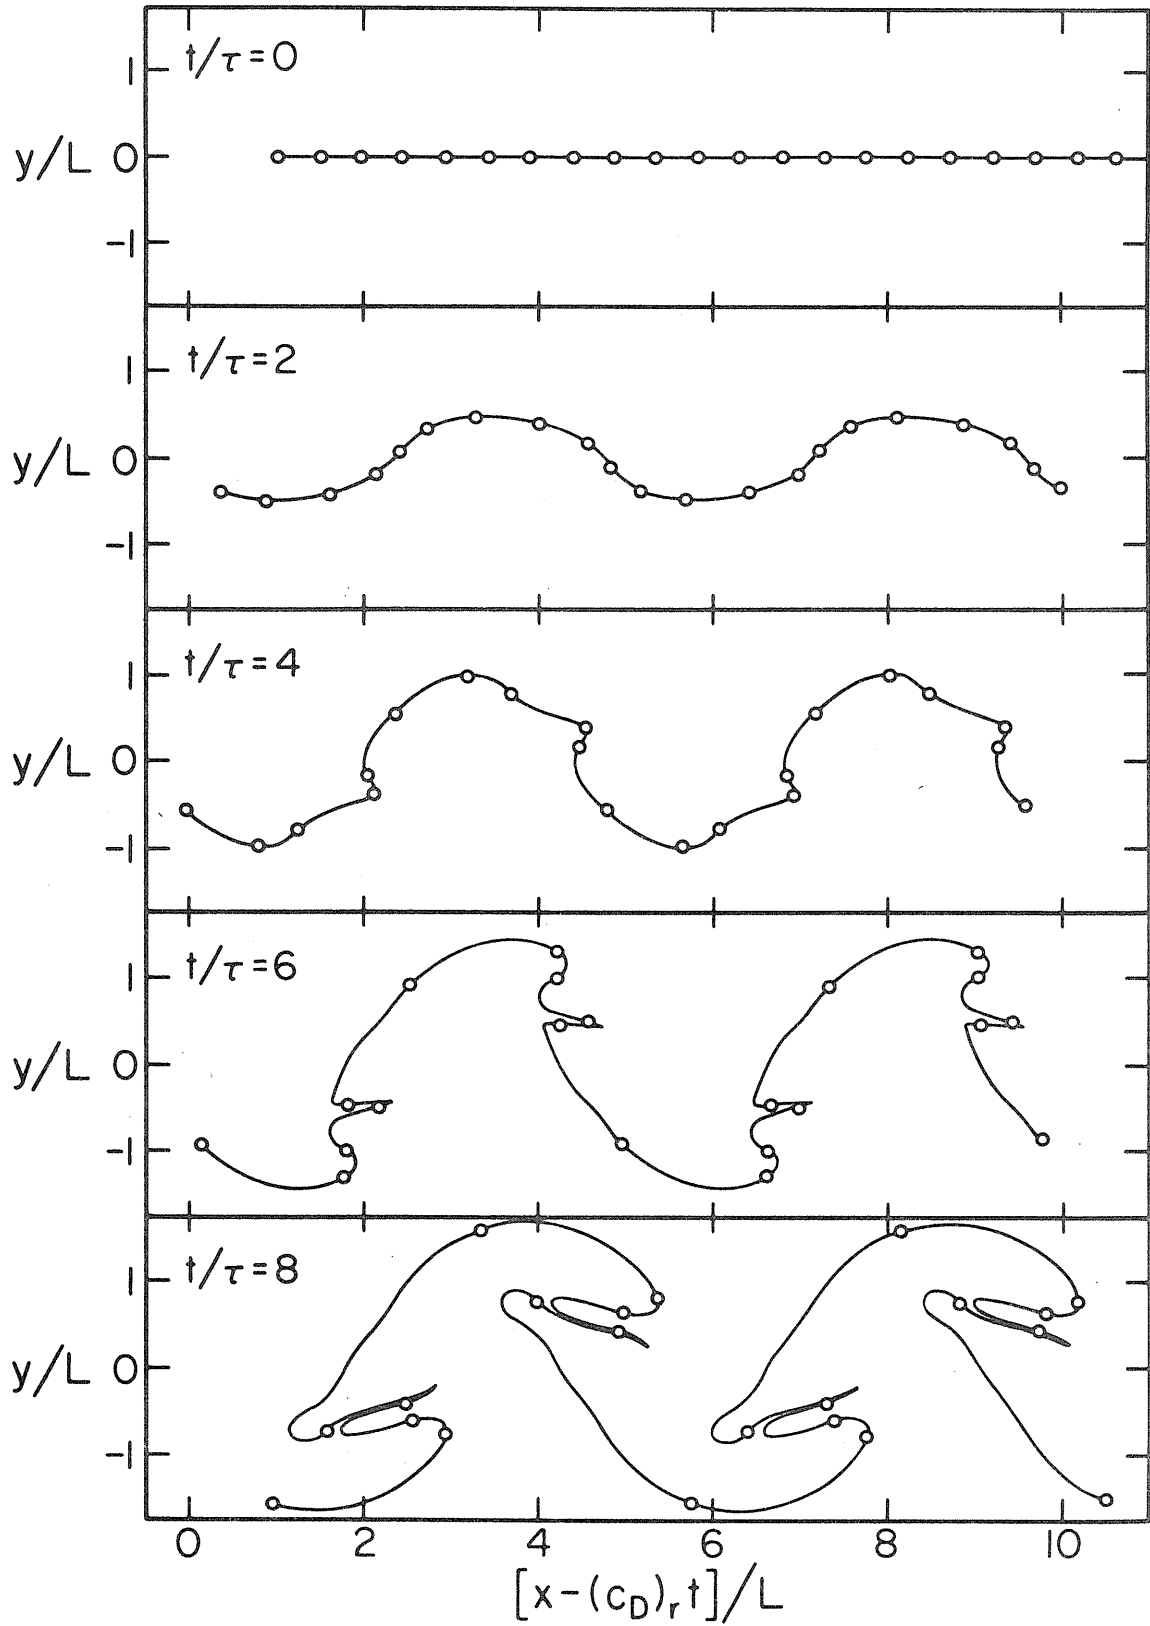 t/τ=0
1
y/L 0
-1
t/τ=2
1
y/L 0
-1
t/τ=4
1
y/L 0
-1
t/τ=6
1
y/L 0
-1
t/τ=8
1
y/L 0
-1
0 2 4 6 8 10
[x-(c_D)_r t]/L